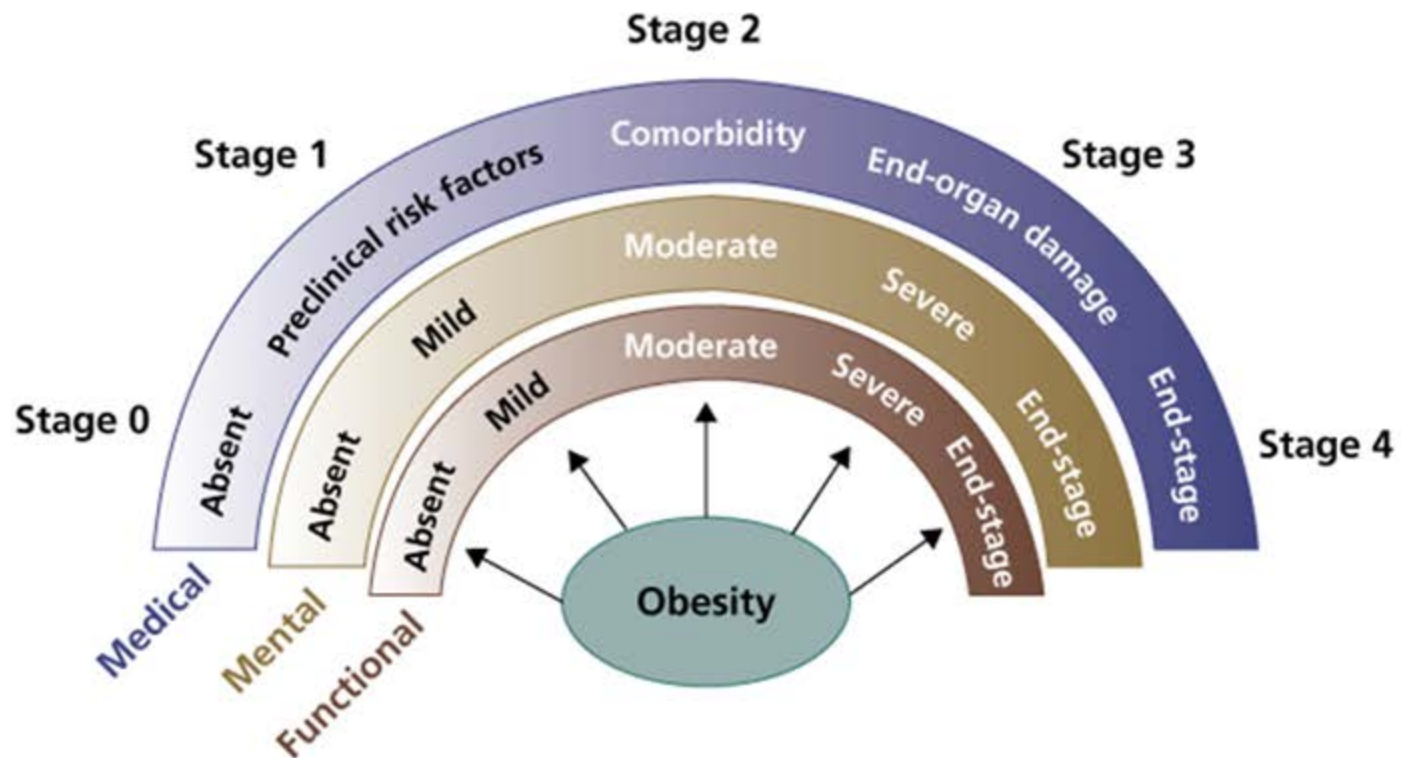 Stage 0
Stage 1
Stage 2
Stage 3
Stage 4
Absent
Preclinical risk factors
Comorbidity
End-organ damage
End-stage
Absent
Mild
Moderate
Severe
End-stage
Absent
Mild
Moderate
Severe
End-stage
Medical
Mental
Functional
Obesity